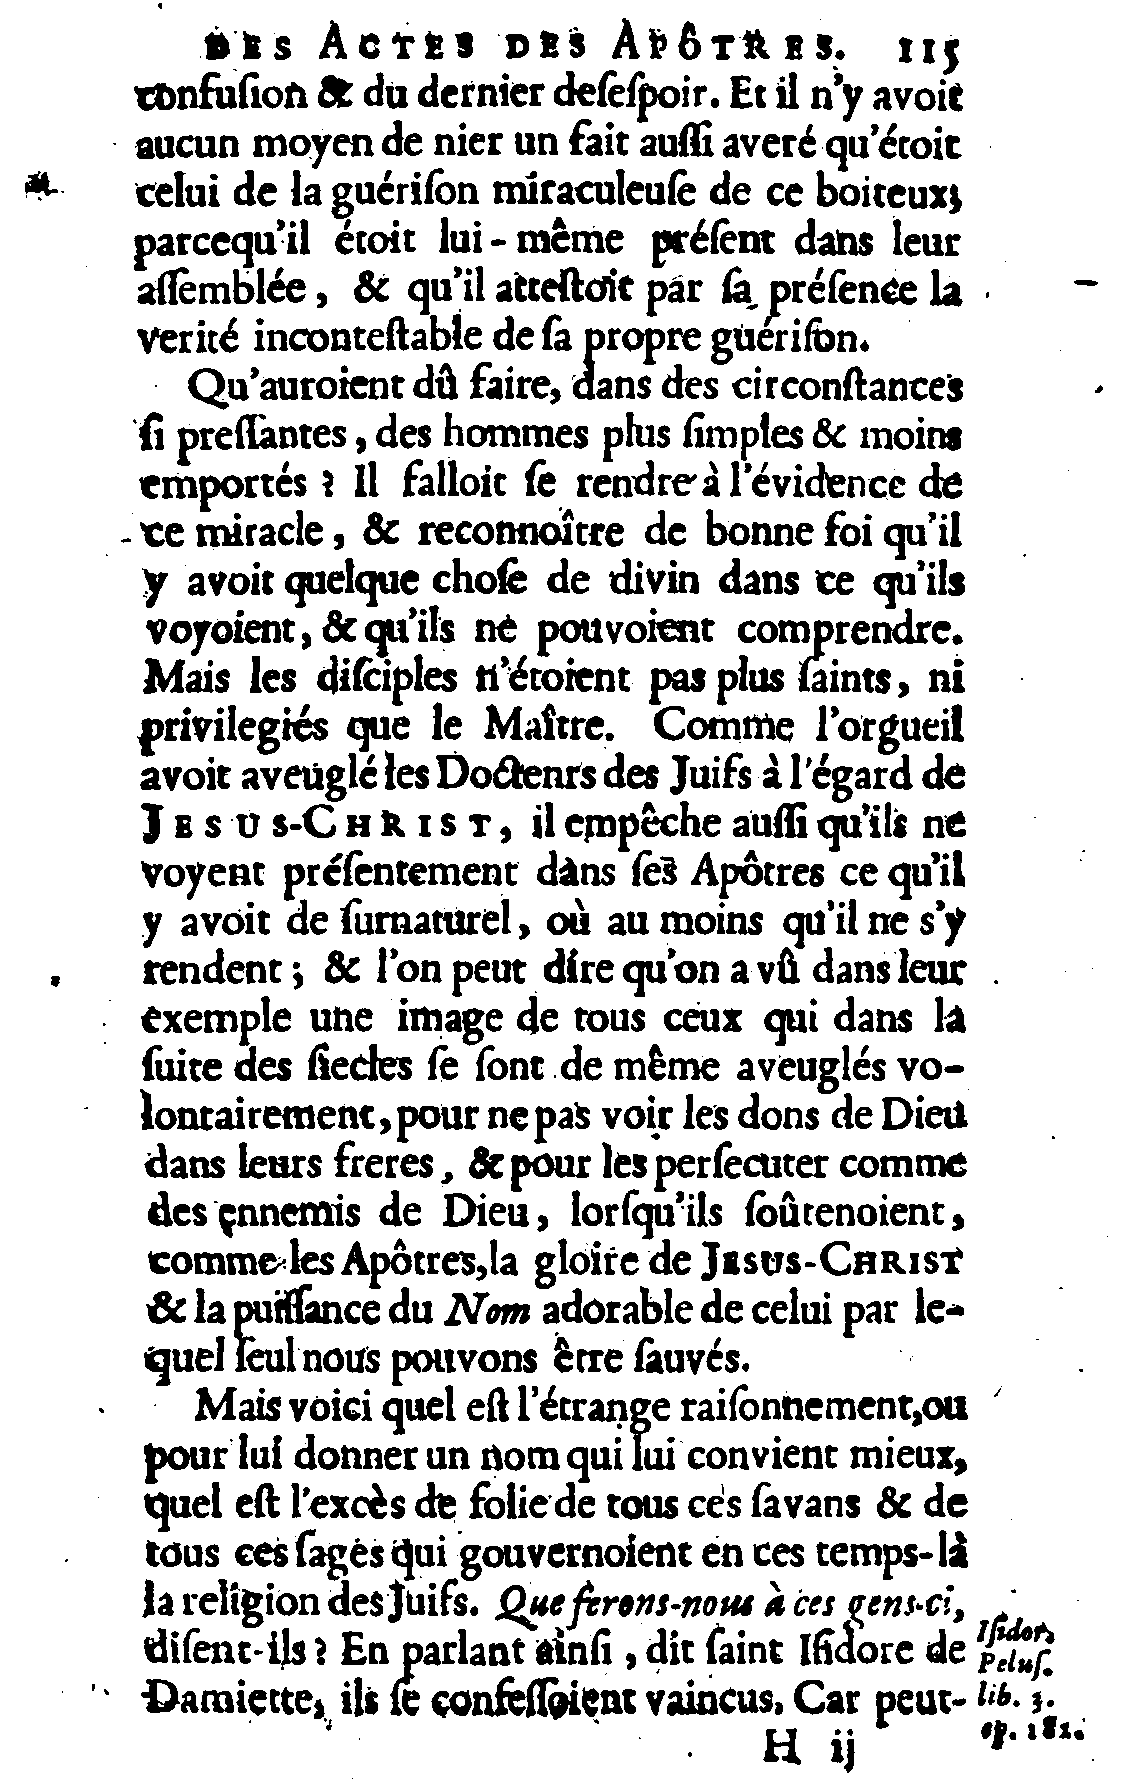 DES ACTES DES APÔTRES. 115
confuſion & du dernier deſeſpoir. Et il n'y avoit
aucun moyen de nier un fait auſſi averé qu'étoit
celui de la guériſon miraculeuſe de ce boiteux;
parcequ'il étoit lui-même préſent dans leur
aſſemblée, & qu'il atteſtoit par ſa préſence la
verité inconteſtable de ſa propre guériſon.
Qu'auroient dû faire, dans des circonſtances
ſi preſſantes, des hommes plus ſimples & moins
emportés ? Il falloit ſe rendre à l'évidence de
ce miracle, & reconnoître de bonne foi qu'il
y avoit quelque choſe de divin dans ce qu'ils
voyoient, & qu'ils ne pouvoient comprendre.
Mais les diſciples n'étoient pas plus ſaints, ni
privilegiés que le Maître. Comme l'orgueil
avoit aveuglé les Docteurs des Juifs à l'égard de
JESUS-CHRIST, il empêche auſſi qu'ils ne
voyent préſentement dans ſes Apôtres ce qu'il
y avoit de ſurnaturel, où au moins qu'il ne s'y
rendent ; & l'on peut dire qu'on a vû dans leur
exemple une image de tous ceux qui dans la
ſuite des ſiecles ſe ſont de même aveuglés vo-
lontairement, pour ne pas voir les dons de Dieu
dans leurs freres, & pour les perſecuter comme
des ennemis de Dieu, lorſqu'ils ſoûtenoient,
comme les Apôtres, la gloire de JESUS-CHRIST
& la puiſſance du Nom adorable de celui par le-
quel ſeul nous pouvons être ſauvés.
Mais voici quel eſt l'étrange raiſonnement, ou
pour lui donner un nom qui lui convient mieux,
quel eſt l'excès de folie de tous ces ſavans & de
tous ces ſages qui gouvernoient en ces temps-là
la religion des Juifs. Que ferons-nous à ces gens-ci,
diſent-ils ? En parlant ainſi, dit ſaint Iſidore de
Damiette, ils ſe confeſſoient vaincus. Car peut-
Iſidor.
Peluſ.
lib. 3.
ep. 181.
H ij